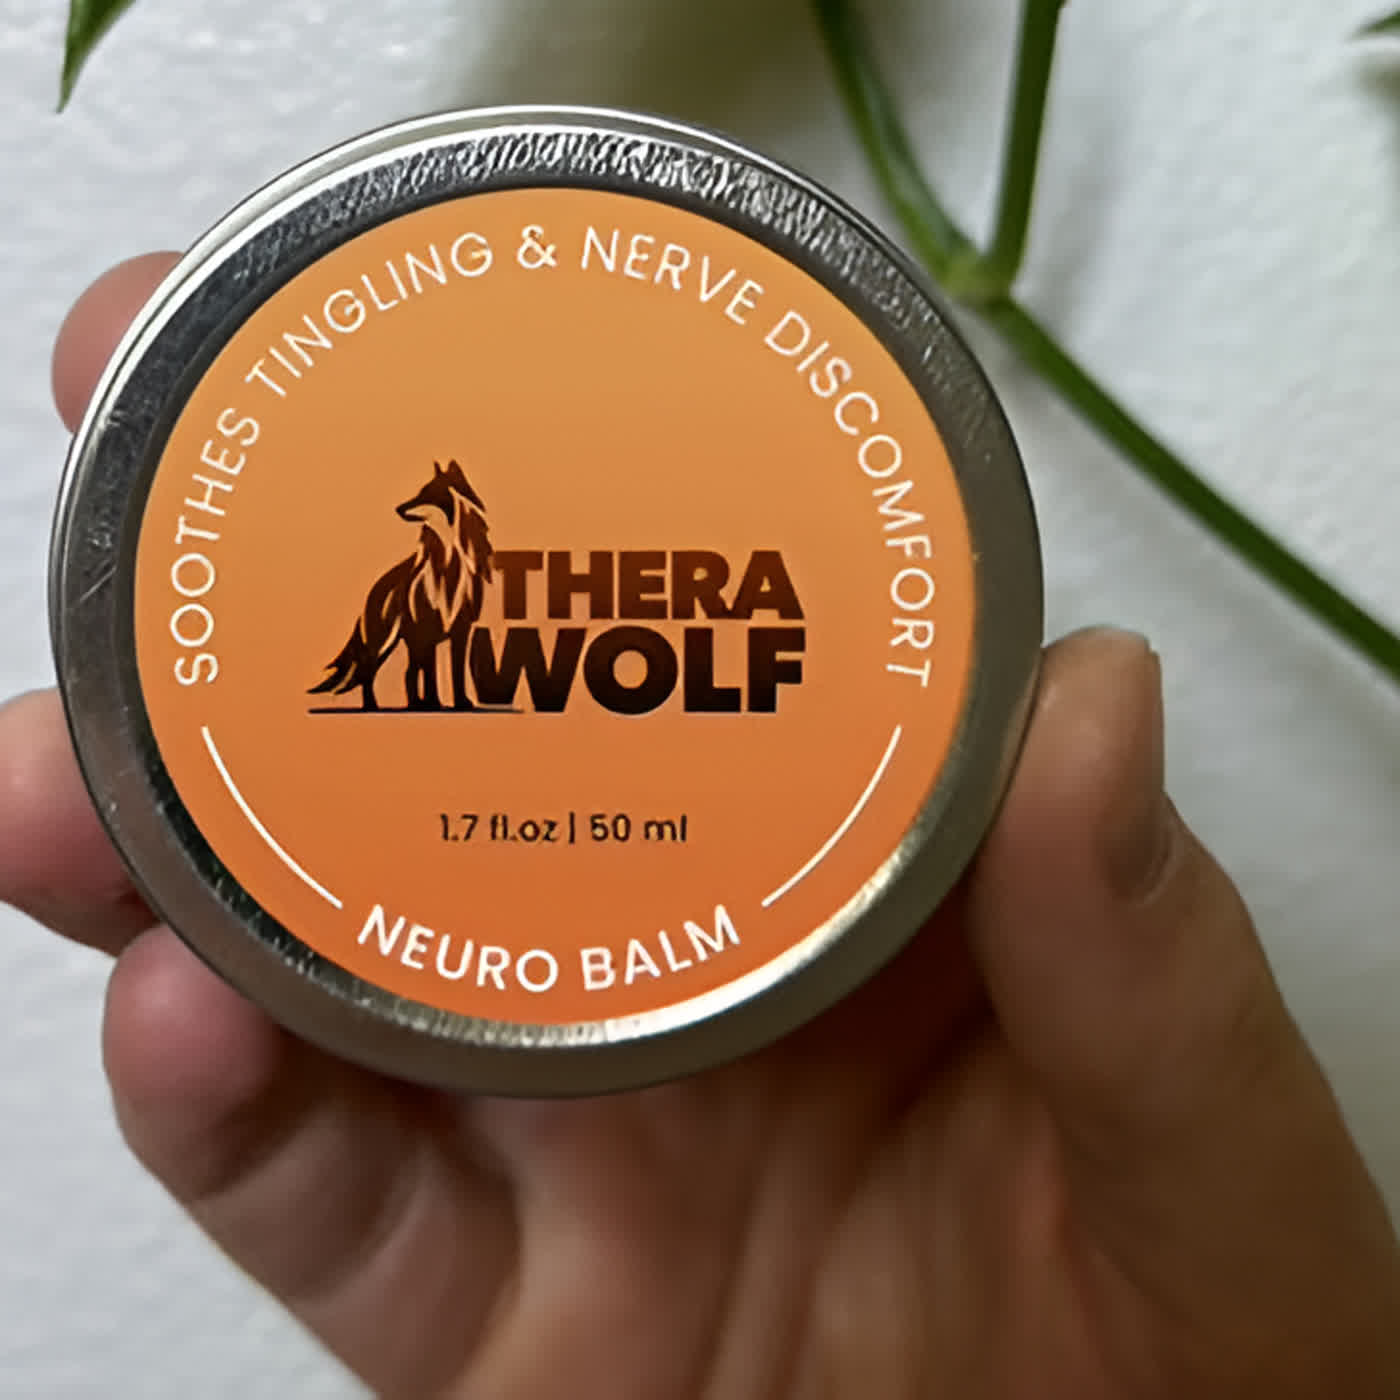 SOOTHES TINGLING & NERVE DISCOMFORT
THERA
WOLF
1.7 fl.oz | 50 ml
NEURO BALM